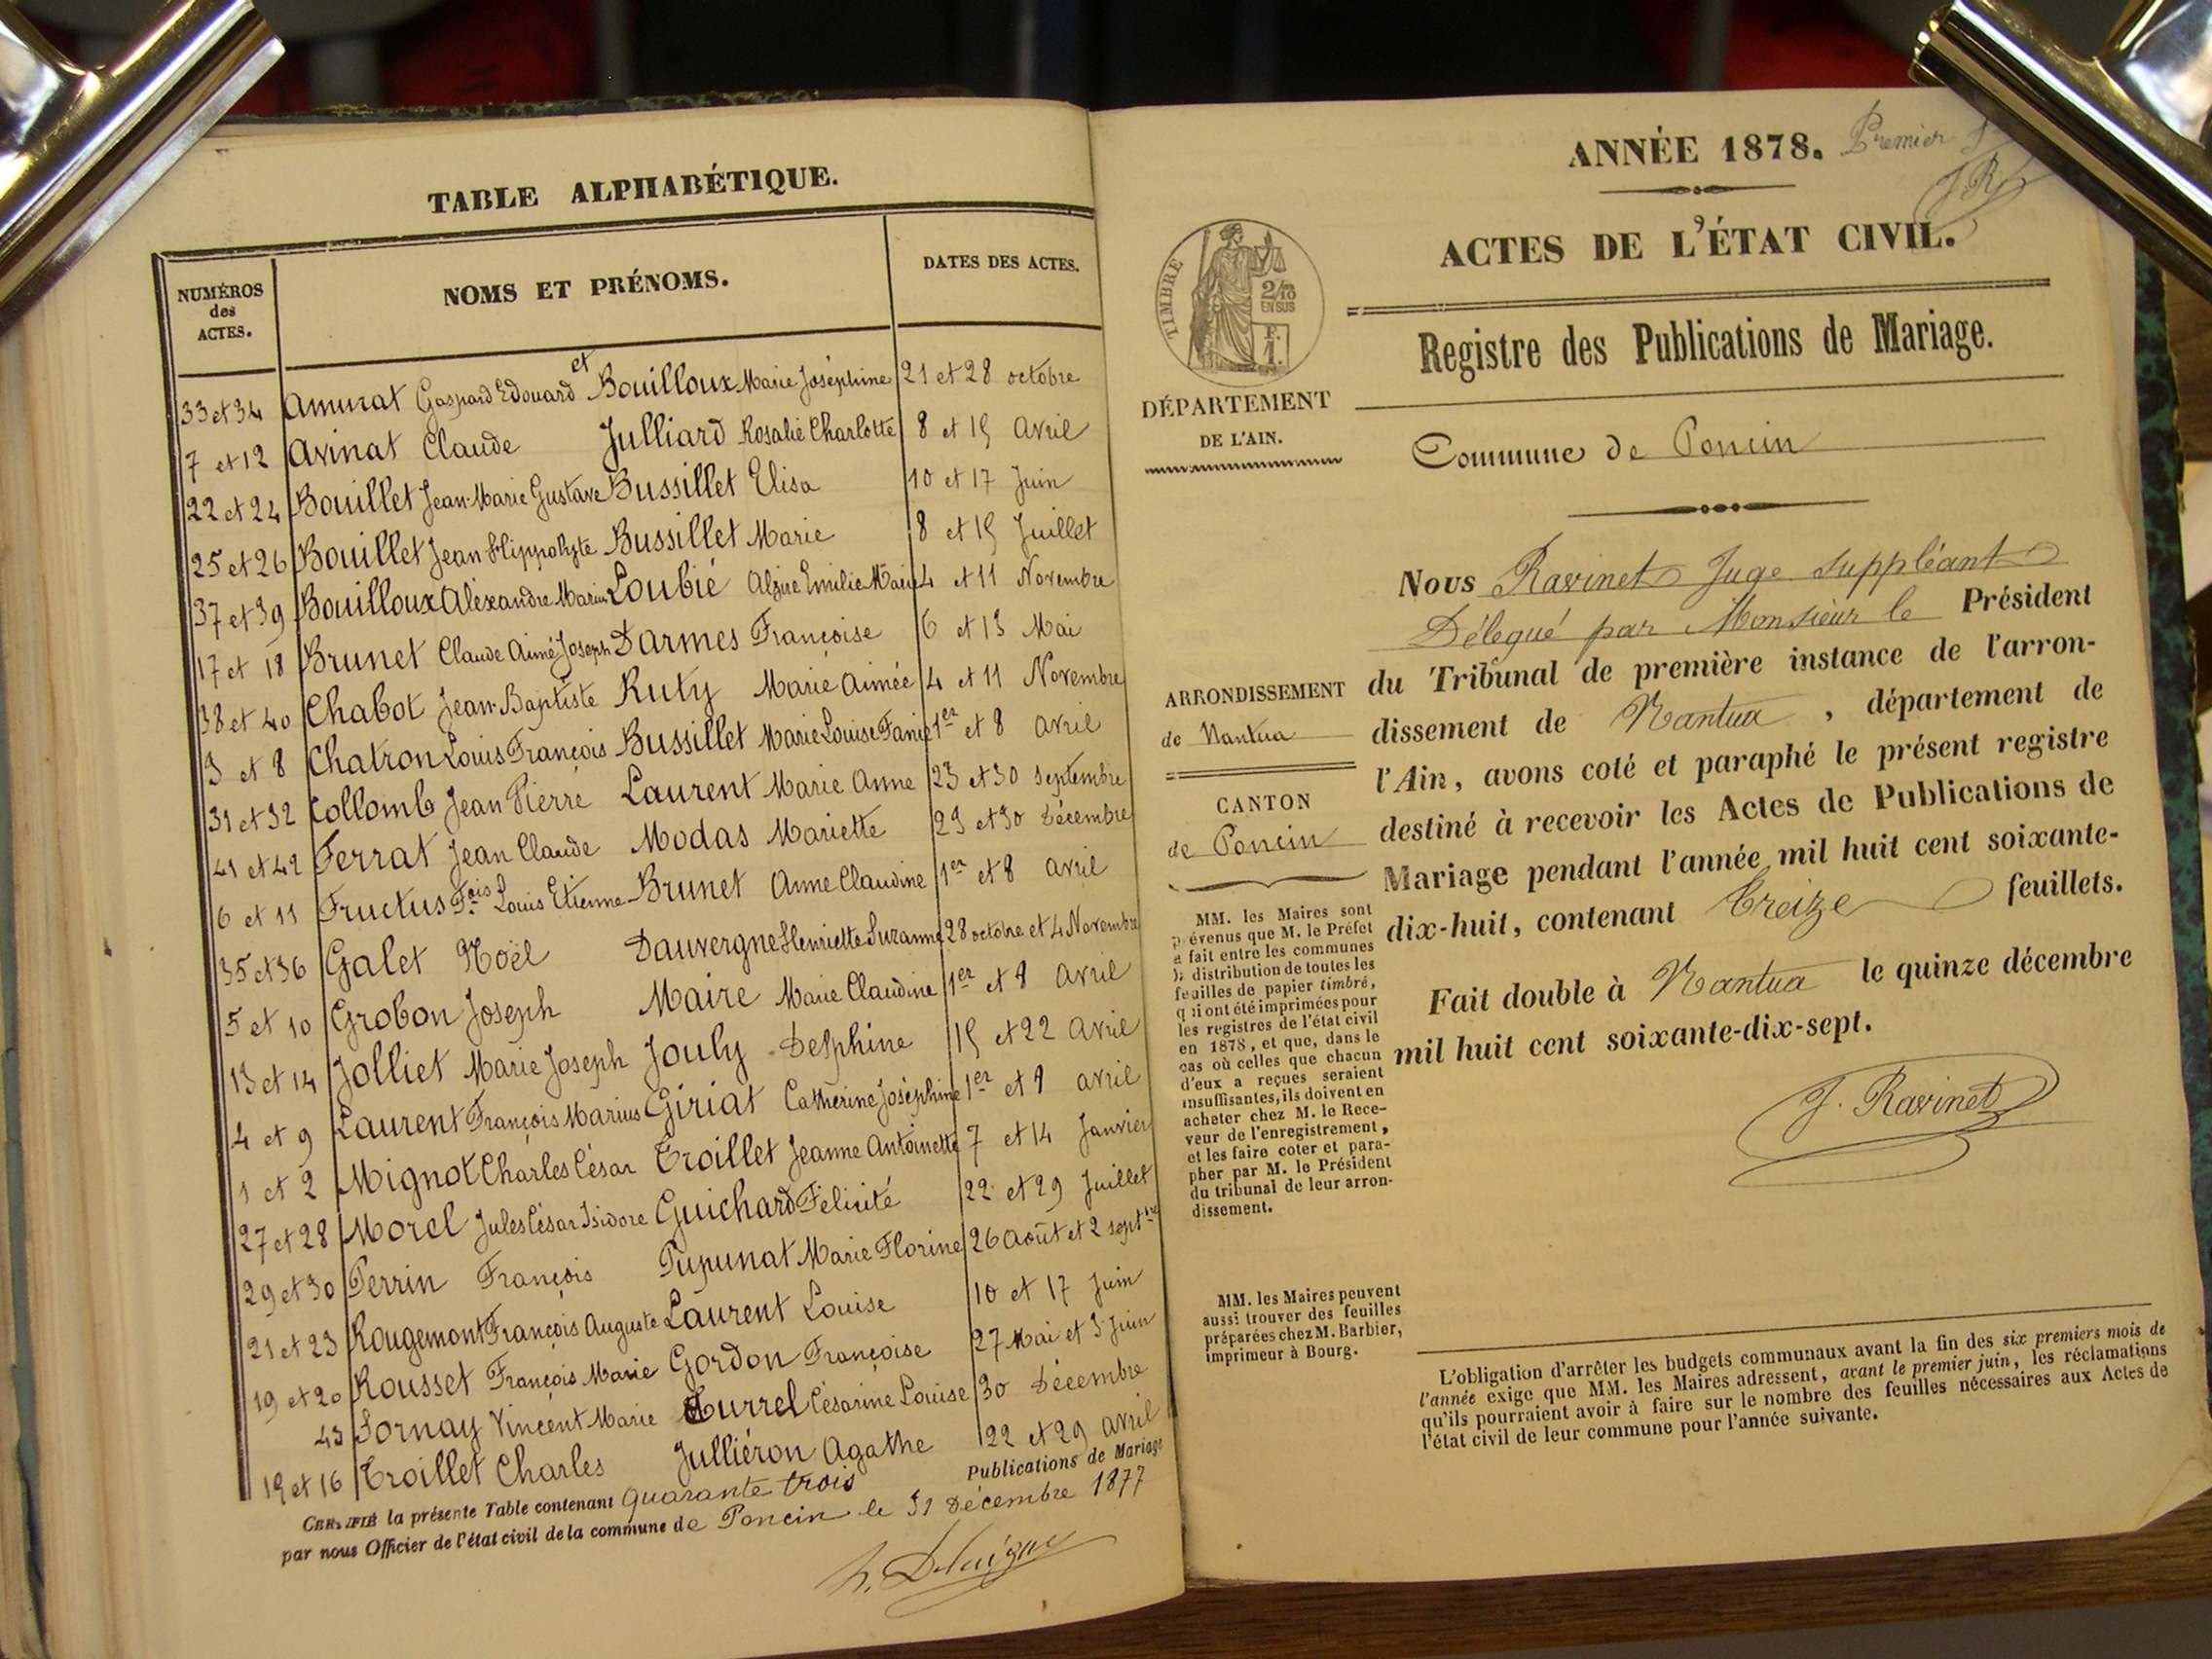 TABLE ALPHABÉTIQUE.
NUMÉROS
des
ACTES.
NOMS ET PRÉNOMS.
DATES DES ACTES.
33 et 34 Amurat Gaspard Edouard et Bouilloux Marie Joséphine 21 et 28 octobre
7 et 12 Avinat Claude Julliard Rosalie Charlotte 8 et 15 Avril
22 et 24 Bouillet Jean-Marie Gustave Bussillet Elisa 10 et 17 Juin
25 et 26 Bouillet Jean Hippolyte Bussillet Marie 8 et 15 Juillet
37 et 39 Bouilloux Aléxandre Marius Loubié Alzire Emilie Marie 4 et 11 Novembre
17 et 18 Brunet Claude Aimé Joseph Darmes Françoise 6 et 13 Mai
38 et 40 Chabot Jean-Baptiste Ruty Marie Aimée 4 et 11 Novembre
3 et 8 Chatron Louis François Bussillet Marie Louise Fanie 1er et 8 avril
31 et 32 Collomb Jean Pierre Laurent Marie Anne 23 et 30 septembre
41 et 42 Ferrat Jean Claude Modas Mariette 23 et 30 Décembre
6 et 11 Fructus Fois Louis Etienne Brunet Anne Claudine 1er et 8 avril
35 et 36 Galet Noël Dauvergne Henriette Suzanne 28 octobre et 4 Novembre
5 et 10 Grobon Joseph Maire Marie Claudine 1er et 8 avril
13 et 14 Jolliet Marie Joseph Jouly Delphine 15 et 22 avril
4 et 9 Laurent François Marius Giriat Catherine Joséphine 1er et 8 avril
1 et 2 Mignot Charles César Troillet Jeanne Antoinette 7 et 14 Janvier
27 et 28 Morel Jules César Isidore Guichard Félicité 22 et 29 Juillet
29 et 30 Perrin François Pupunat Marie Florine 26 août et 2 septbre
21 et 23 Rougemont François Auguste Laurent Louise 10 et 17 Juin
19 et 20 Rousset François Marie Gordon Françoise 27 Mai et 3 Juin
43 Sornay Vincent Marie Turrel Césarine Louise 30 Décembre
15 et 16 Troillet Charles Julliéron Agathe 22 et 29 avril
CERTIFIÉ la présente Table contenant quarante trois Publications de Mariage
par nous Officier de l'état civil de la commune de Poncin le 31 Décembre 1877
ANNÉE 1878. Premier
J. R.
ACTES DE L'ÉTAT CIVIL.
TIMBRE
2/10
EN SUS
Registre des Publications de Mariage.
DÉPARTEMENT
DE L'AIN.
Commune de Poncin
Nous Ravinet Juge suppléant
Délegué par Monsieur le Président
du Tribunal de première instance de l'arron-
dissement de Nantua, département de
l'Ain, avons coté et paraphé le présent registre
destiné à recevoir les Actes de Publications de
Mariage pendant l'année mil huit cent soixante-
dix-huit, contenant Treize feuillets.
Fait double à Nantua le quinze décembre
mil huit cent soixante-dix-sept.
J. Ravinet
ARRONDISSEMENT
de Nantua
CANTON
de Poncin
MM. les Maires sont
prévenus que M. le Préfet
a fait entre les communes
la distribution de toutes les
feuilles de papier timbré,
qui ont été imprimées pour
les registres de l'état civil
en 1878, et que, dans le
cas où celles que chacun
d'eux a reçues seraient
insuffisantes, ils doivent en
acheter chez M. le Rece-
veur de l'enregistrement,
et les faire coter et para-
pher par M. le Président
du tribunal de leur arron-
dissement.
MM. les Maires peuvent
aussi trouver des feuilles
préparées chez M. Barbier,
imprimeur à Bourg.
L'obligation d'arrêter les budgets communaux avant la fin des six premiers mois de
l'année exige que MM. les Maires adressent, avant le premier juin, les réclamations
qu'ils pourraient avoir à faire sur le nombre des feuilles nécessaires aux Actes de
l'état civil de leur commune pour l'année suivante.